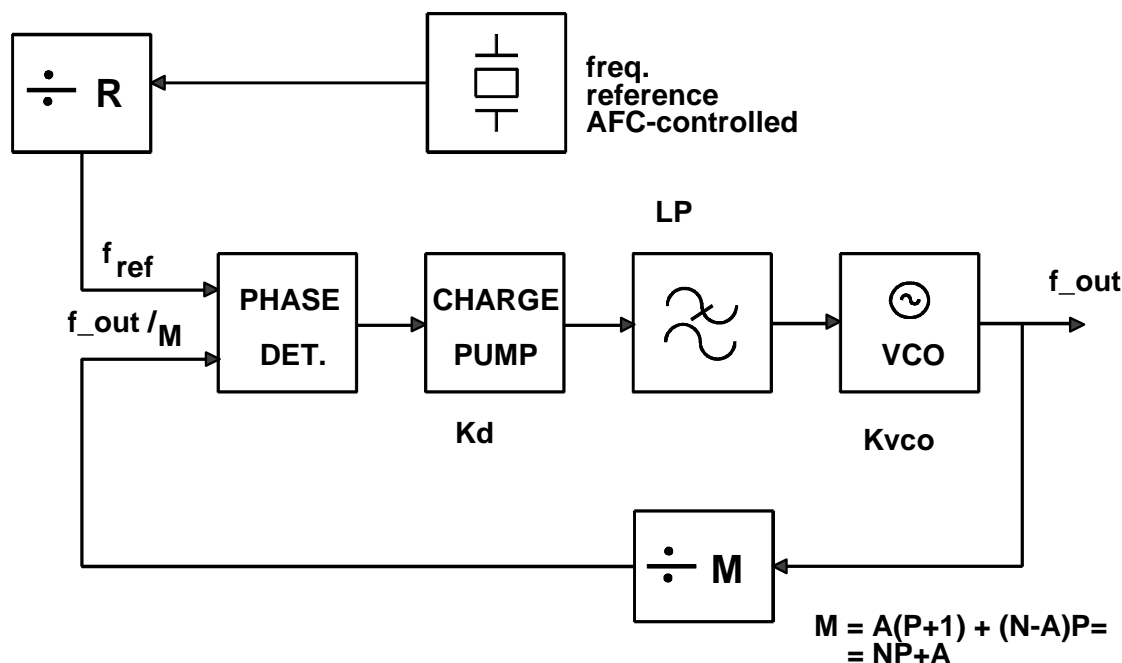 ÷ R
freq.
reference
AFC-controlled
LP
f_ref
f_out /M
PHASE
DET.
CHARGE
PUMP
VCO
f_out
Kd
Kvco
÷ M
M = A(P+1) + (N-A)P=
= NP+A